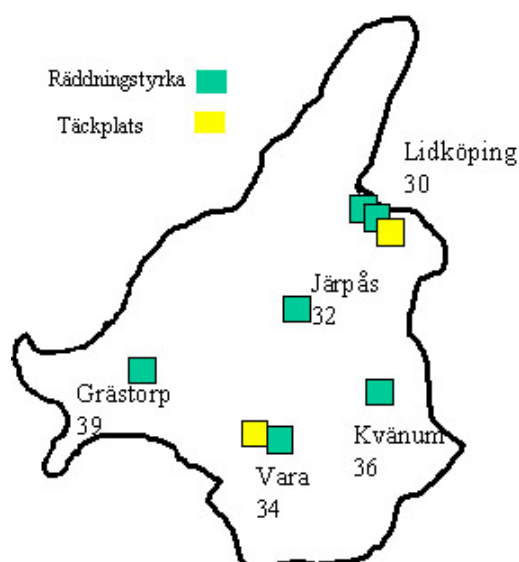 Räddningstyrka
Täckplats
Lidköping
30
Järpås
32
Grästorp
39
Kvänum
36
Vara
34